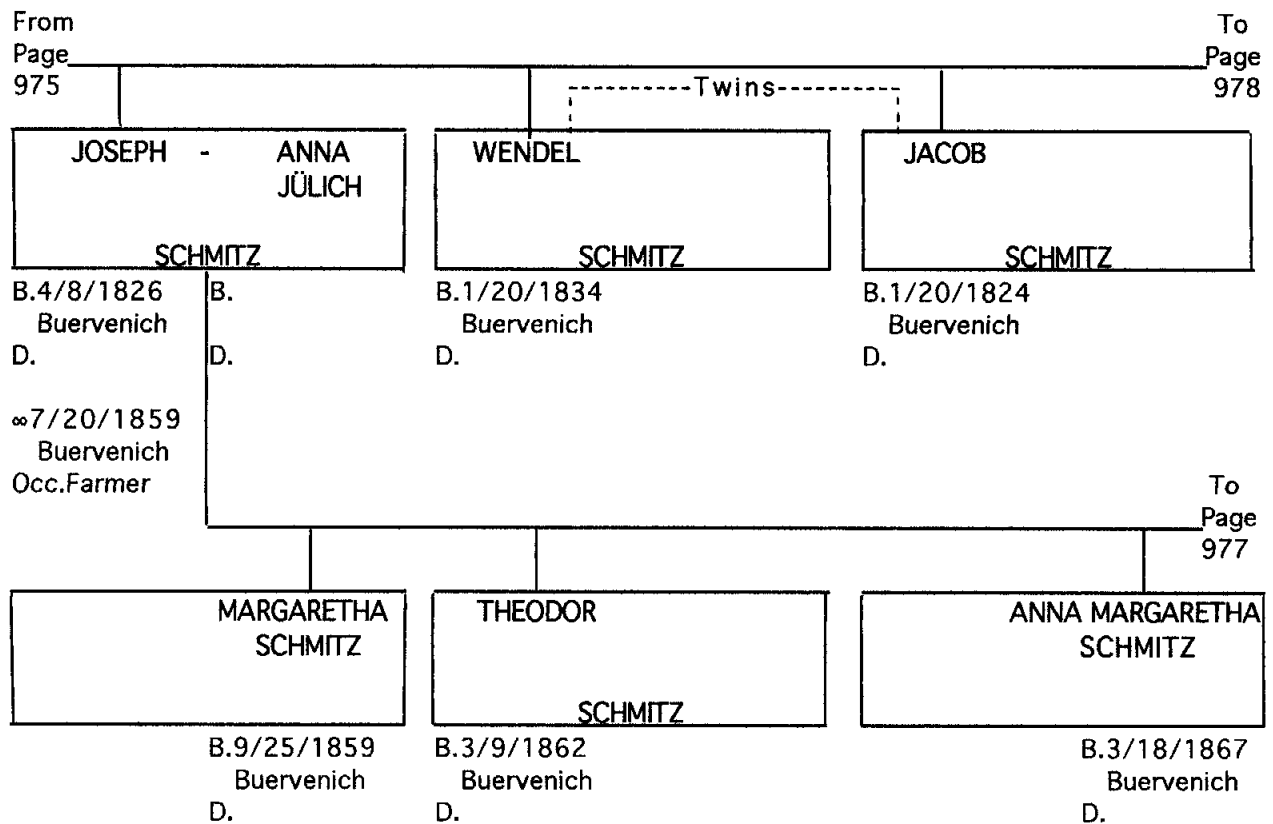 From
Page
975
To
Page
978
Twins
JOSEPH - ANNA
JÜLICH
SCHMITZ
WENDEL
SCHMITZ
JACOB
SCHMITZ
B.4/8/1826 B.
Buervenich
D. D.
B.1/20/1834
Buervenich
D.
B.1/20/1824
Buervenich
D.
∞7/20/1859
Buervenich
Occ.Farmer
To
Page
977
MARGARETHA
SCHMITZ
THEODOR
SCHMITZ
ANNA MARGARETHA
SCHMITZ
B.9/25/1859
Buervenich
D.
B.3/9/1862
Buervenich
D.
B.3/18/1867
Buervenich
D.